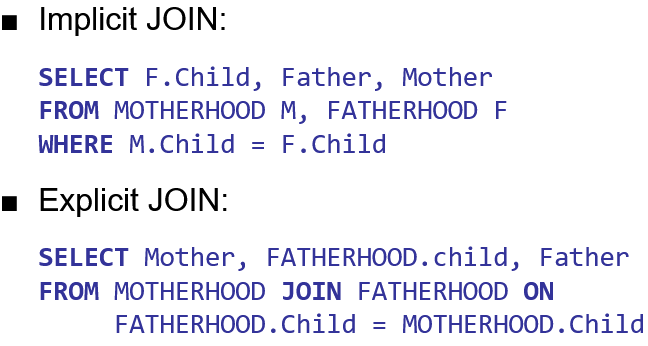 ■ Implicit JOIN:
SELECT F.Child, Father, Mother
FROM MOTHERHOOD M, FATHERHOOD F
WHERE M.Child = F.Child
■ Explicit JOIN:
SELECT Mother, FATHERHOOD.child, Father
FROM MOTHERHOOD JOIN FATHERHOOD ON
FATHERHOOD.Child = MOTHERHOOD.Child